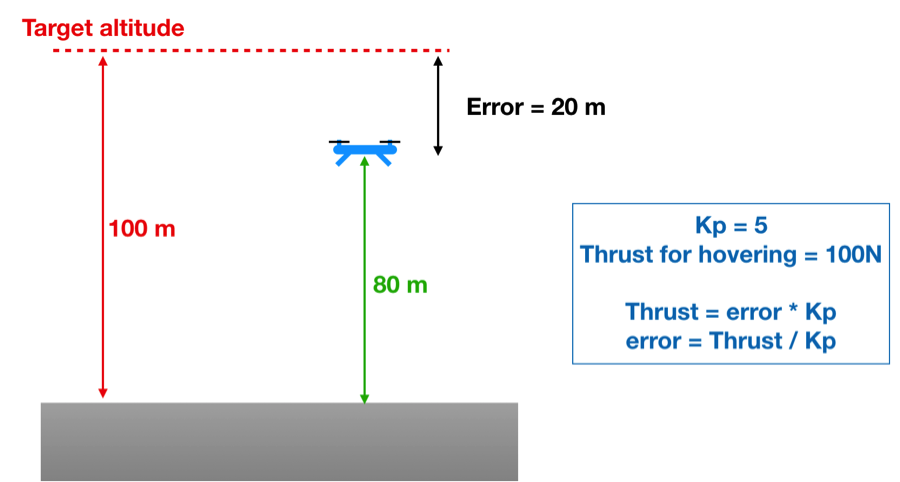 Target altitude
Error = 20 m
100 m
80 m
Kp = 5
Thrust for hovering = 100N
Thrust = error * Kp
error = Thrust / Kp